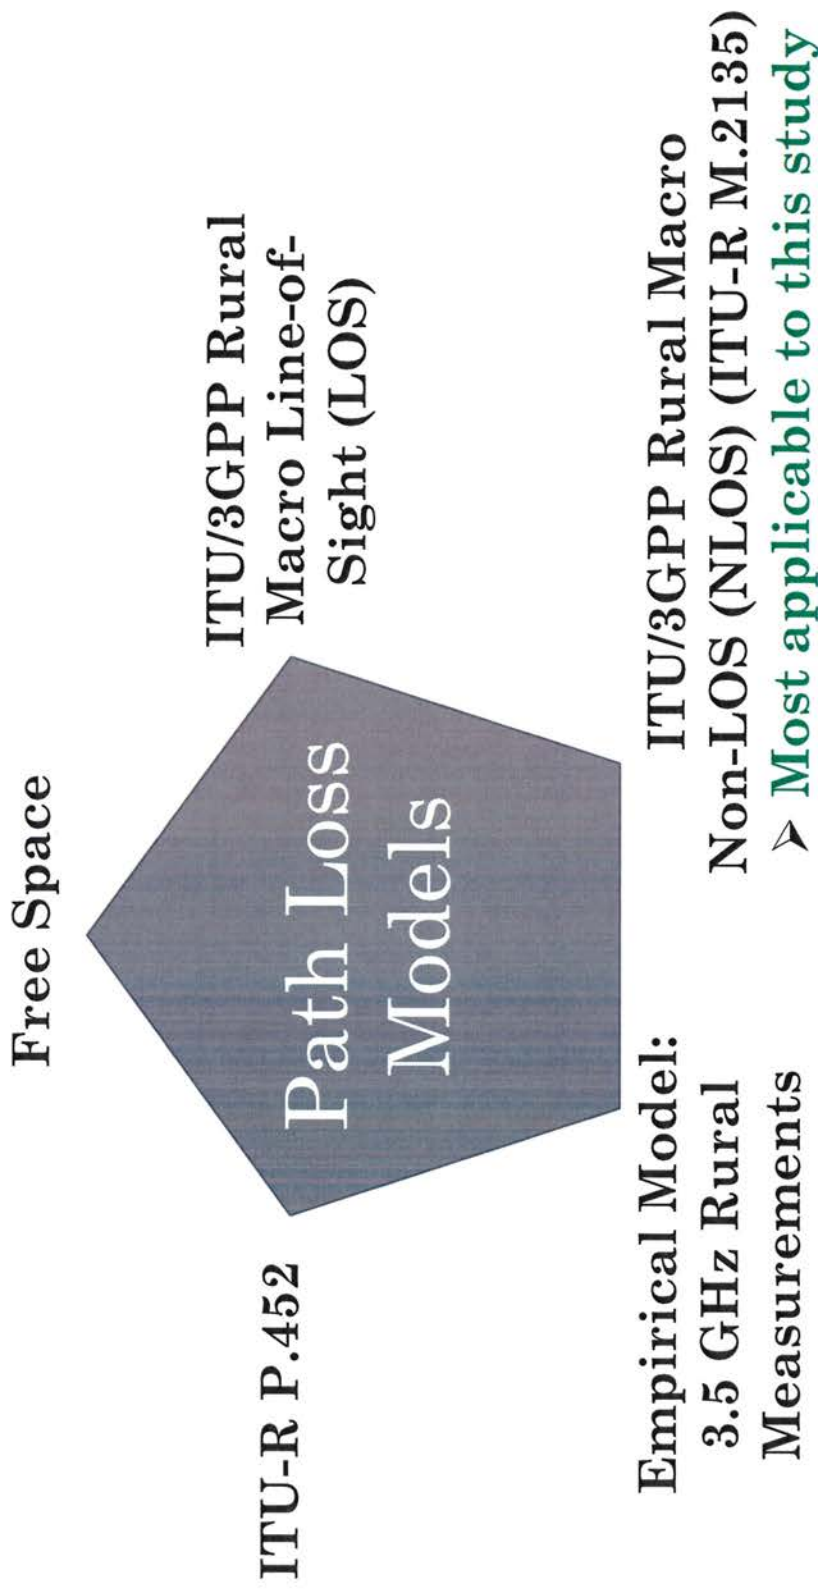 Free Space
ITU-R P.452
Path Loss
Models
ITU/3GPP Rural
Macro Line-of-
Sight (LOS)
Empirical Model:
3.5 GHz Rural
Measurements
ITU/3GPP Rural Macro
Non-LOS (NLOS) (ITU-R M.2135)
➢ Most applicable to this study